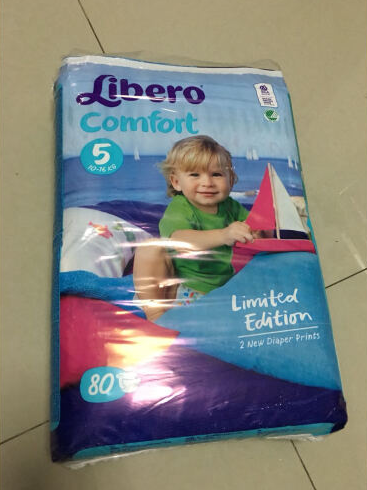 Libero
Comfort
5
10-16 KG
Limited
Edition
2 New Diaper Prints
80